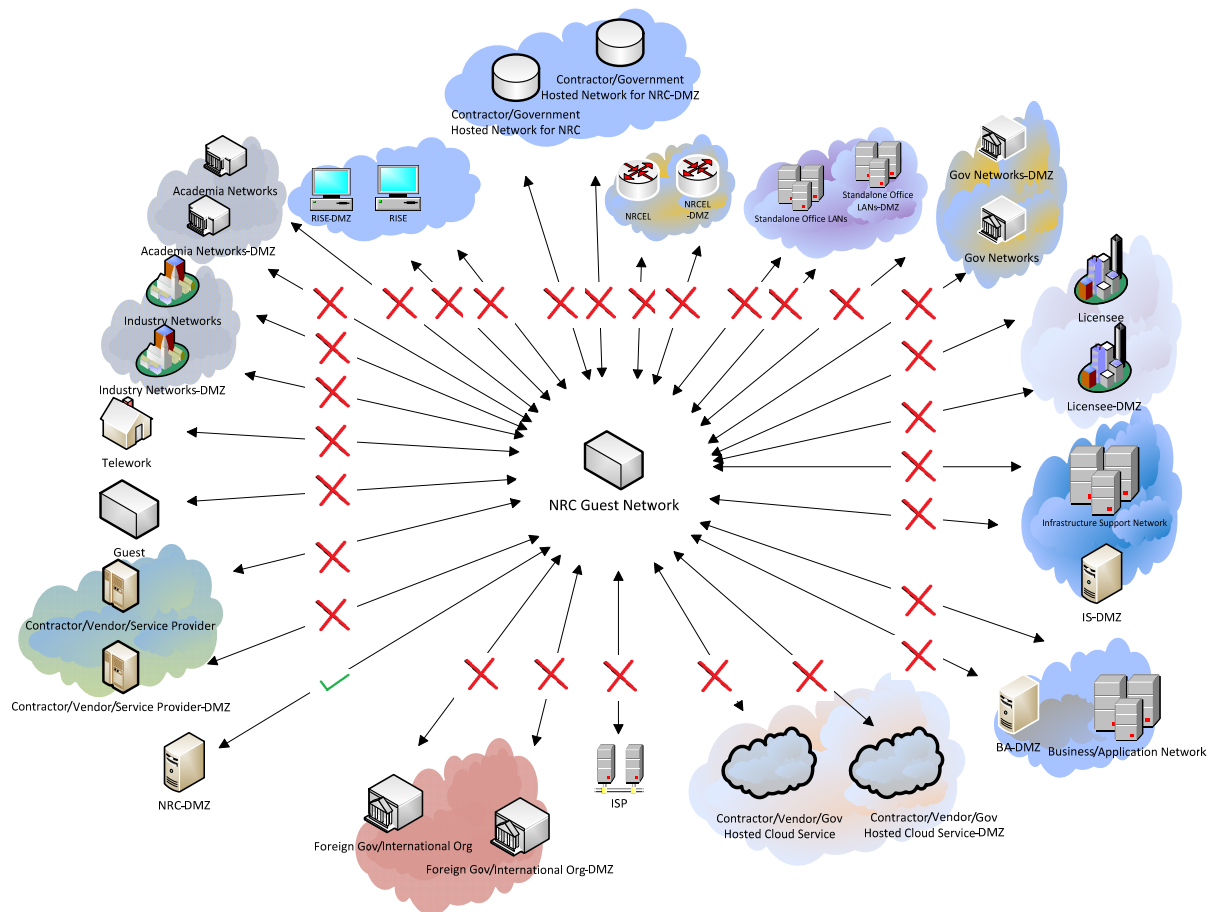 Contractor/Government
Hosted Network for NRC-DMZ
Contractor/Government
Hosted Network for NRC
Academia Networks
Academia Networks-DMZ
RISE-DMZ
RISE
NRCEL
NRCEL
-DMZ
Standalone Office LANs
Standalone Office
LANs-DMZ
Gov Networks-DMZ
Gov Networks
Industry Networks
Industry Networks-DMZ
Licensee
Licensee-DMZ
Telework
Guest
NRC Guest Network
Infrastructure Support Network
IS-DMZ
Contractor/Vendor/Service Provider
Contractor/Vendor/Service Provider-DMZ
NRC-DMZ
BA-DMZ
Business/Application Network
Foreign Gov/International Org
Foreign Gov/International Org-DMZ
ISP
Contractor/Vendor/Gov
Hosted Cloud Service
Contractor/Vendor/Gov
Hosted Cloud Service-DMZ